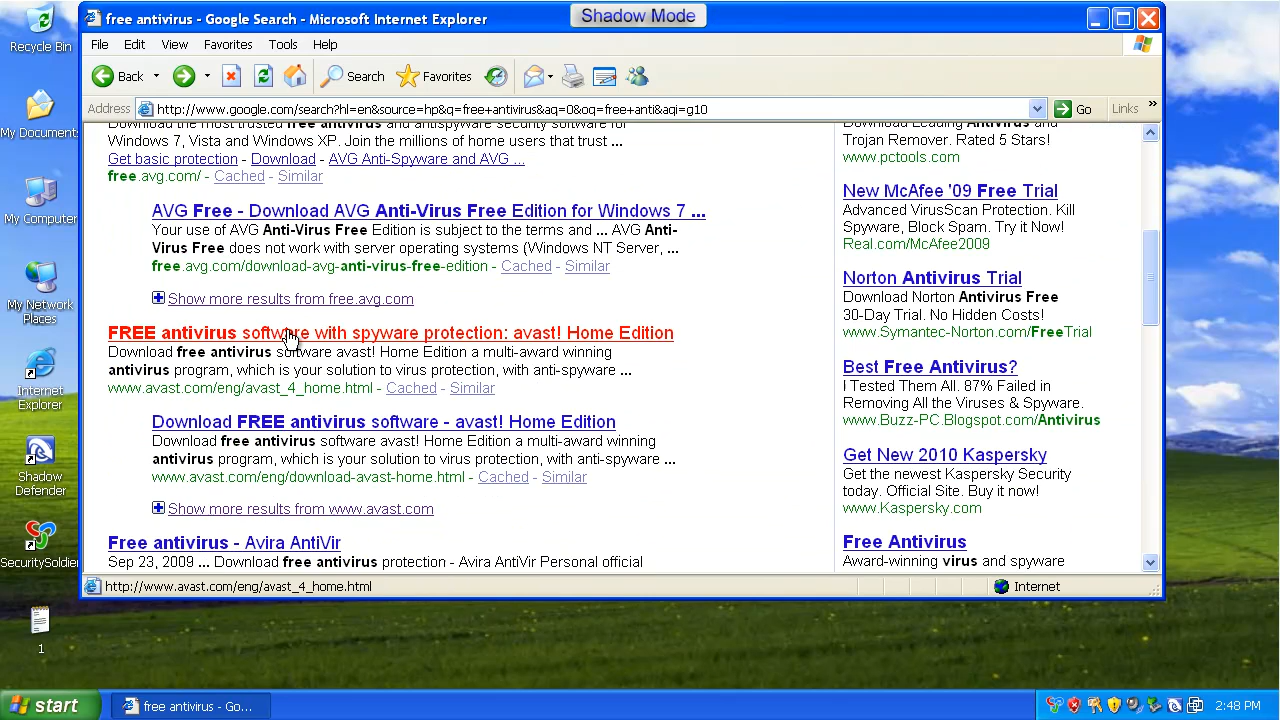 Recycle Bin
My Documents
My Computer
My Network
Places
Internet
Explorer
Shadow
Defender
SecuritySoldier
1
free antivirus - Google Search - Microsoft Internet Explorer
Shadow Mode
File Edit View Favorites Tools Help
Back Search Favorites
Address http://www.google.com/search?hl=en&source=hp&q=free+antivirus&aq=0&oq=free+anti&aqi=g10 Go Links »
Download the most trusted free antivirus and antispyware security software for
Windows 7, Vista and Windows XP. Join the millions of home users that trust ...
Get basic protection - Download - AVG Anti-Spyware and AVG ...
free.avg.com/ - Cached - Similar
AVG Free - Download AVG Anti-Virus Free Edition for Windows 7 ...
Your use of AVG Anti-Virus Free Edition is subject to the terms and ... AVG Anti-
Virus Free does not work with server operating systems (Windows NT Server, ...
free.avg.com/download-avg-anti-virus-free-edition - Cached - Similar
Show more results from free.avg.com
FREE antivirus software with spyware protection: avast! Home Edition
Download free antivirus software avast! Home Edition a multi-award winning
antivirus program, which is your solution to virus protection, with anti-spyware ...
www.avast.com/eng/avast_4_home.html - Cached - Similar
Download FREE antivirus software - avast! Home Edition
Download free antivirus software avast! Home Edition a multi-award winning
antivirus program, which is your solution to virus protection, with anti-spyware ...
www.avast.com/eng/download-avast-home.html - Cached - Similar
Show more results from www.avast.com
Free antivirus - Avira AntiVir
Sep 23, 2009 ... Download free antivirus protection - Avira AntiVir Personal official
Download Leading Antivirus and
Trojan Remover. Rated 5 Stars!
www.pctools.com
New McAfee '09 Free Trial
Advanced VirusScan Protection. Kill
Spyware, Block Spam. Try it Now!
Real.com/McAfee2009
Norton Antivirus Trial
Download Norton Antivirus Free
30-Day Trial. No Hidden Costs!
www.Symantec-Norton.com/FreeTrial
Best Free Antivirus?
I Tested Them All. 87% Failed in
Removing All the Viruses & Spyware.
www.Buzz-PC.Blogspot.com/Antivirus
Get New 2010 Kaspersky
Get the newest Kaspersky Security
today. Official Site. Buy it now!
www.Kaspersky.com
Free Antivirus
Award-winning virus and spyware
http://www.avast.com/eng/avast_4_home.html Internet
start free antivirus - Go... 2:48 PM